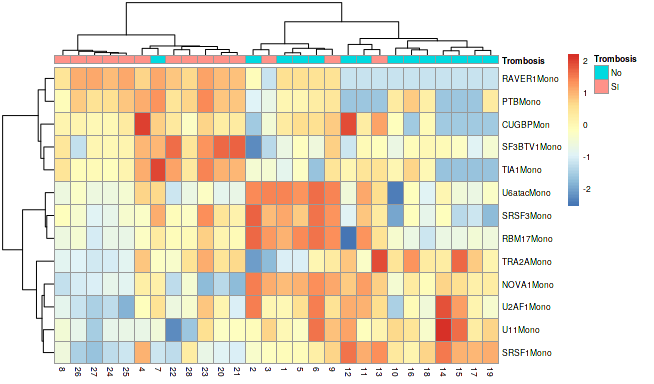 Trombosis
RAVER1Mono
PTBMono
CUGBPMon
SF3BTV1Mono
TIA1Mono
U6atacMono
SRSF3Mono
RBM17Mono
TRA2AMono
NOVA1Mono
U2AF1Mono
U11Mono
SRSF1Mono
8 26 27 24 25 4 7 22 28 23 20 21 2 3 1 5 6 9 12 11 13 10 16 18 14 15 17 19
2
1
0
-1
-2
Trombosis
No
SI